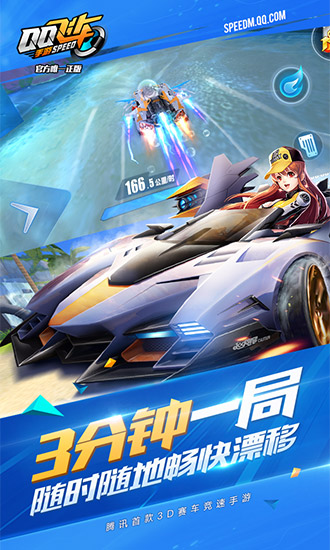 QQ飞车
手游SPEED
官方唯一正版
SPEEDM.QQ.COM
166.5公里/时
3分钟一局
随时随地畅快漂移
腾讯首款3D赛车竞速手游